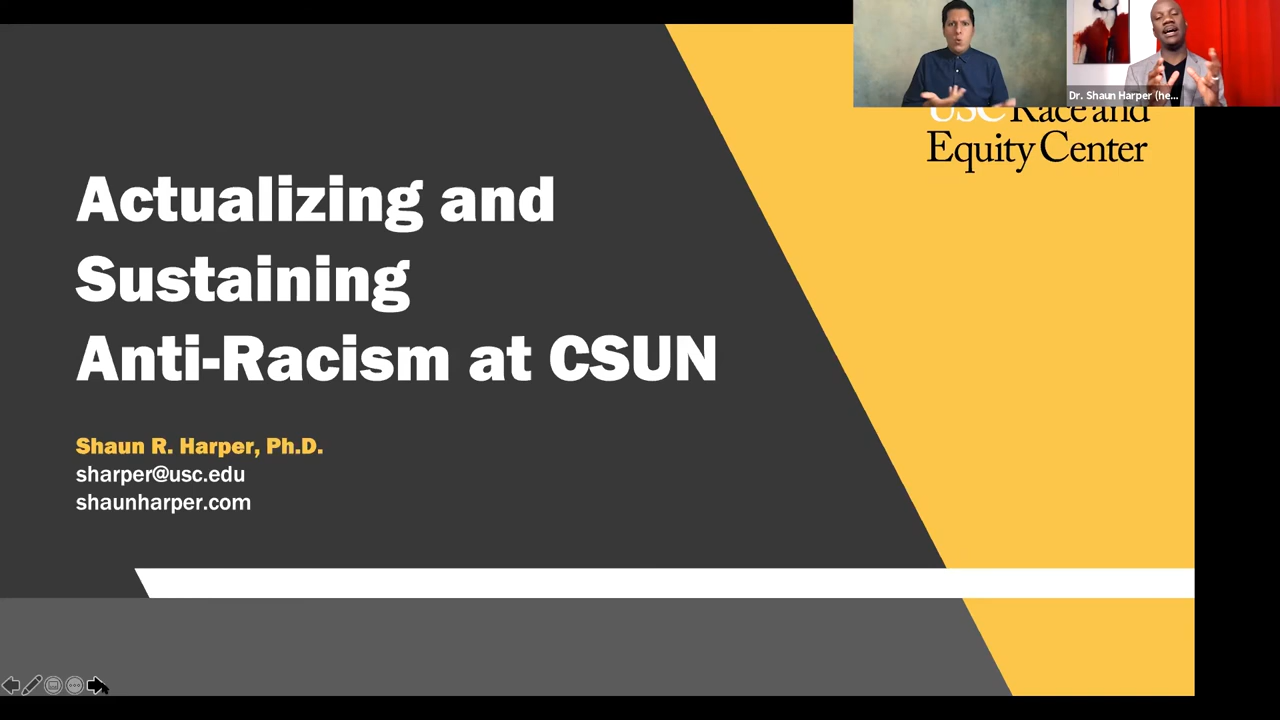 Dr. Shaun Harper (he...
USC Race and
Equity Center
Actualizing and
Sustaining
Anti-Racism at CSUN
Shaun R. Harper, Ph.D.
sharper@usc.edu
shaunharper.com